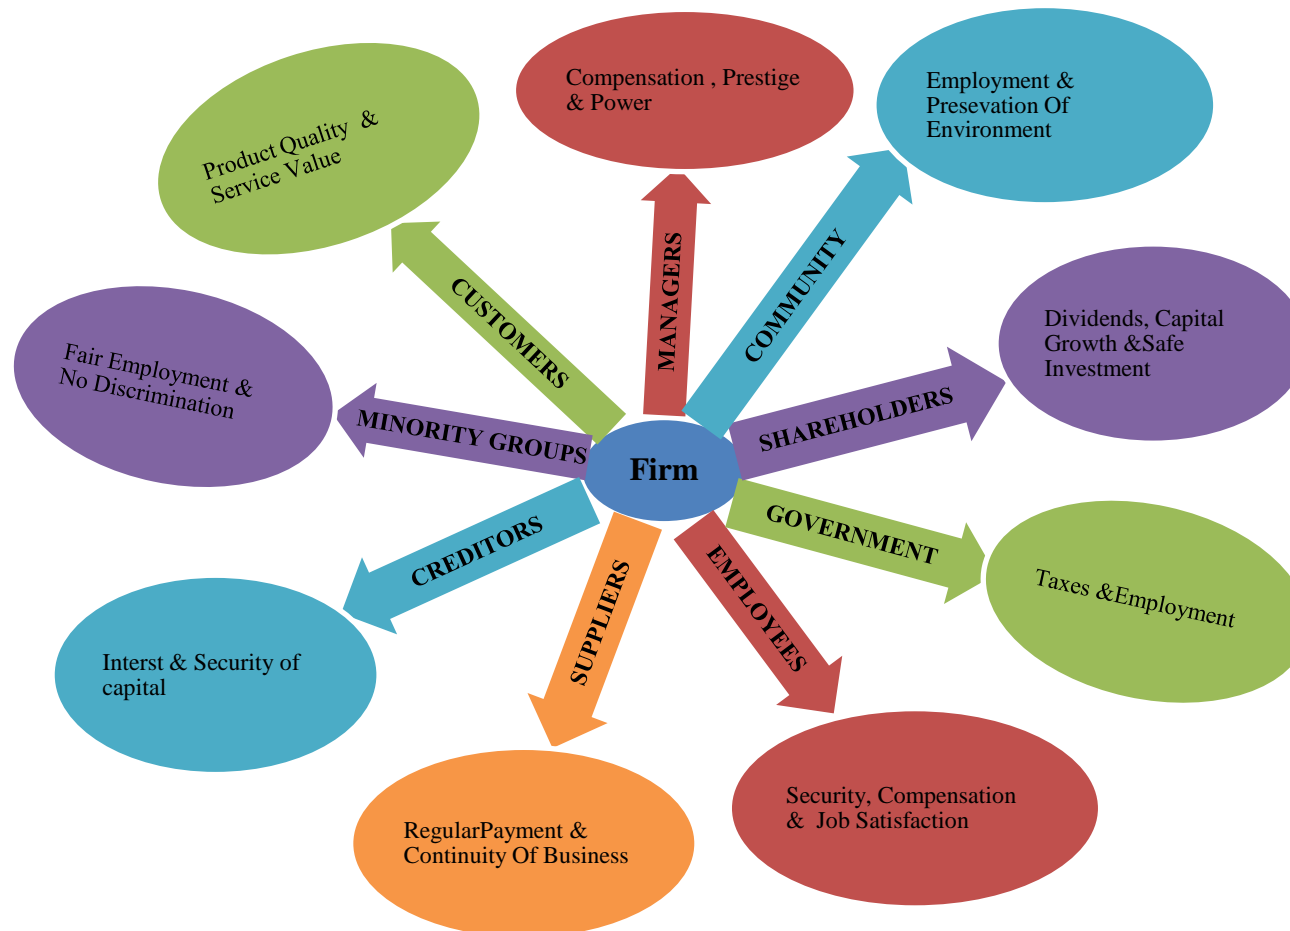 Compensation , Prestige
& Power
Employment &
Presevation Of
Environment
Product Quality  &
Service Value
MANAGERS
COMMUNITY
CUSTOMERS
Dividends, Capital
Growth &Safe
Investment
Fair Employment &
No Discrimination
SHAREHOLDERS
MINORITY GROUPS
Firm
GOVERNMENT
CREDITORS
EMPLOYEES
SUPPLIERS
Taxes &Employment
Interst & Security of
capital
Security, Compensation
&  Job Satisfaction
RegularPayment &
Continuity Of Business